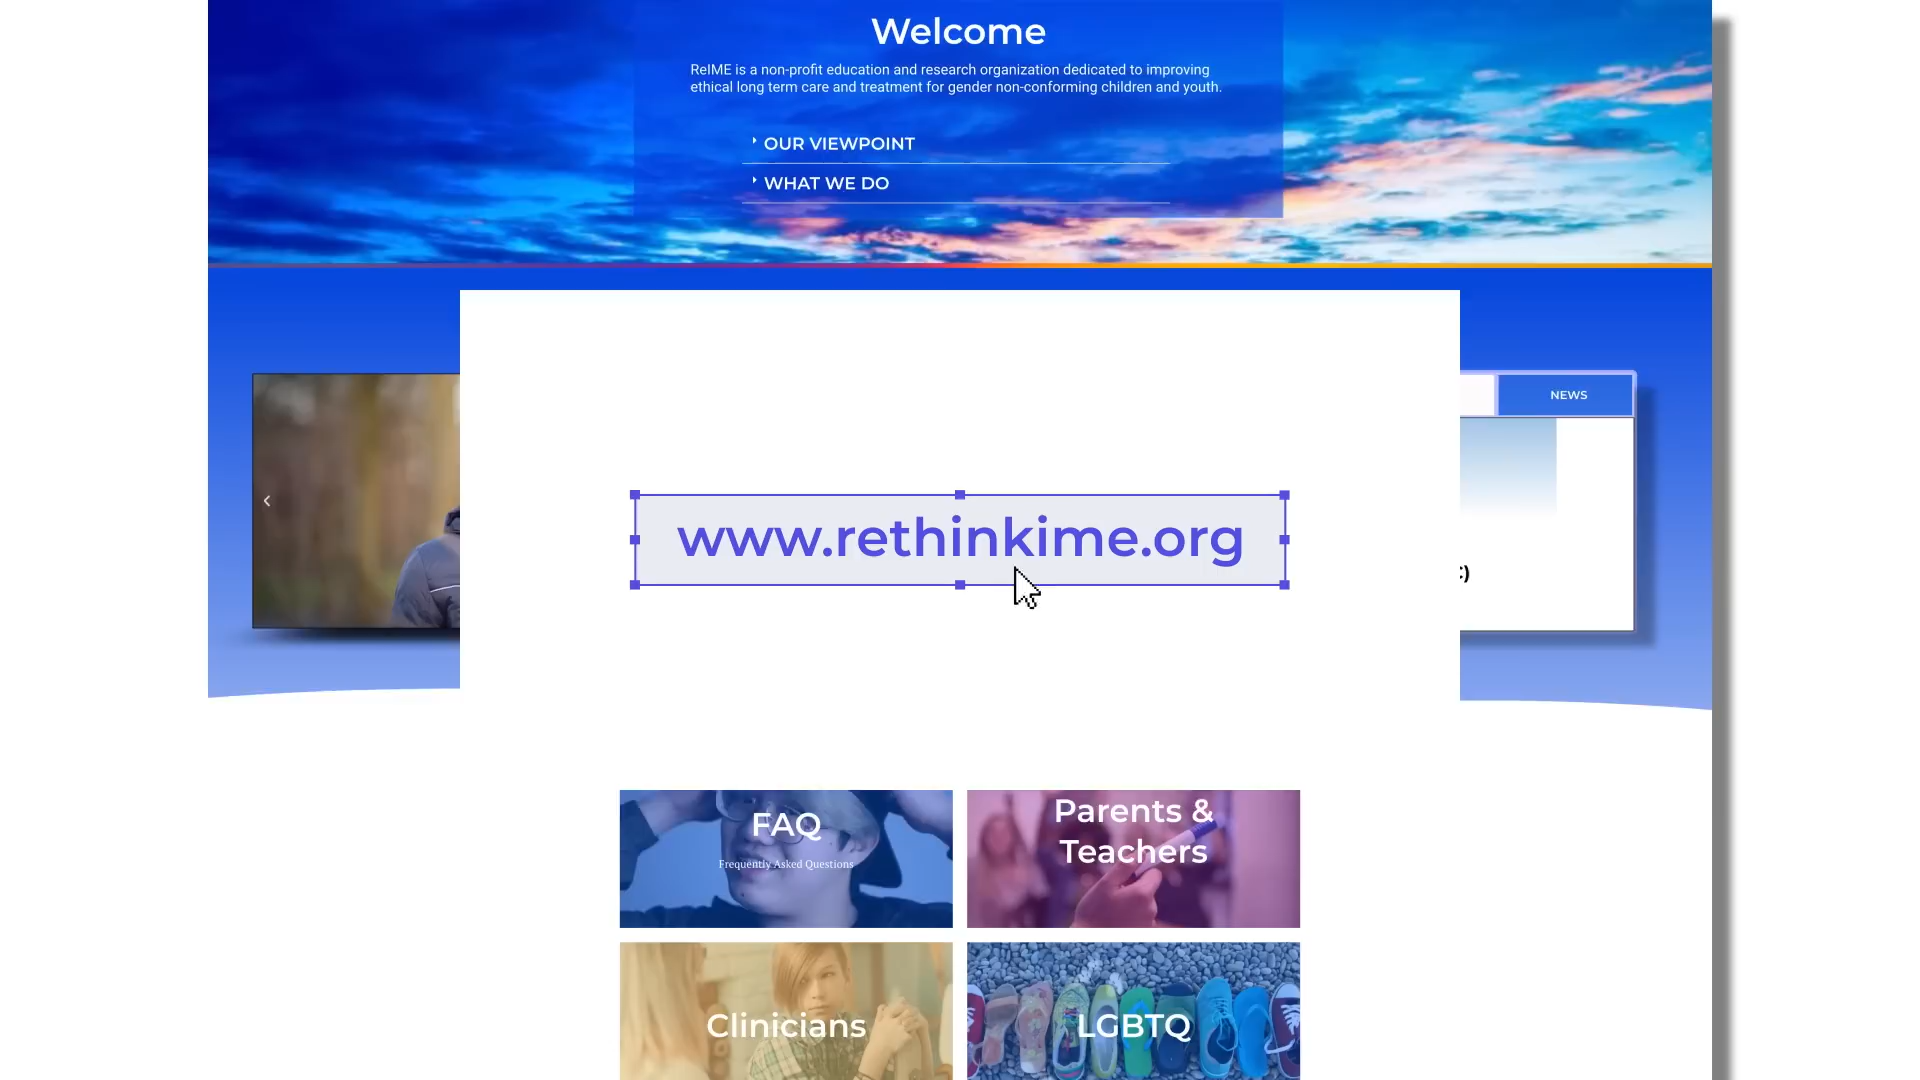 Welcome
ReIME is a non-profit education and research organization dedicated to improving
ethical long term care and treatment for gender non-conforming children and youth.
OUR VIEWPOINT
WHAT WE DO
NEWS
www.rethinkime.org
FAQ
Frequently Asked Questions
Parents &
Teachers
Clinicians
LGBTQ